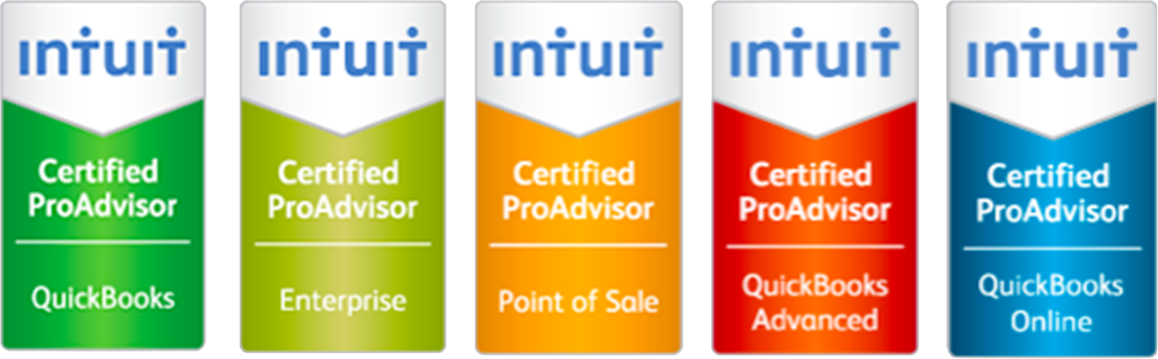 intuit
Certified
ProAdvisor
QuickBooks
intuit
Certified
ProAdvisor
Enterprise
intuit
Certified
ProAdvisor
Point of Sale
intuit
Certified
ProAdvisor
QuickBooks
Advanced
intuit
Certified
ProAdvisor
QuickBooks
Online